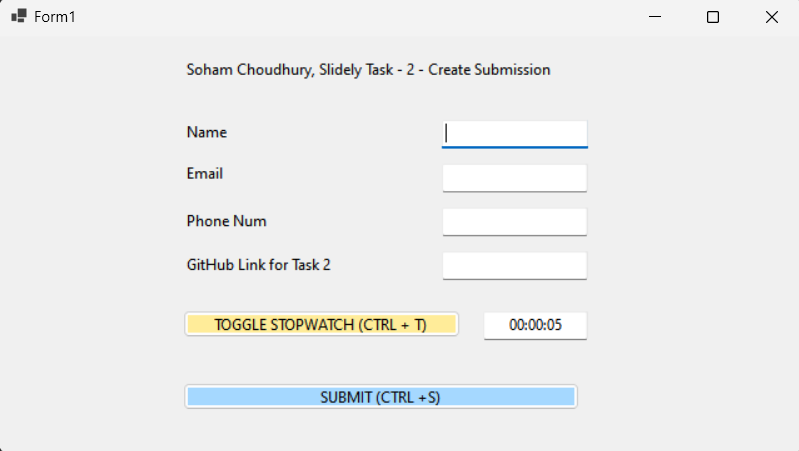 Form1
Soham Choudhury, Slidely Task - 2 - Create Submission
Name
Email
Phone Num
GitHub Link for Task 2
TOGGLE STOPWATCH (CTRL + T) 00:00:05
SUBMIT (CTRL +S)